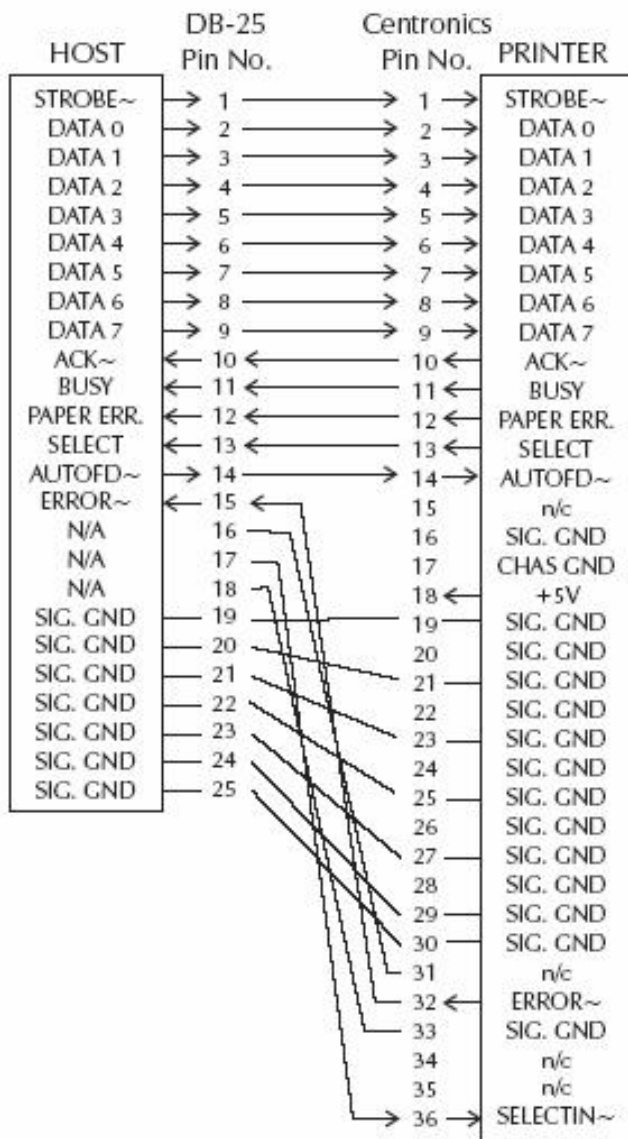 DB-25 Centronics
HOST Pin No. Pin No. PRINTER
STROBE~ 1 1 STROBE~
DATA 0 2 2 DATA 0
DATA 1 3 3 DATA 1
DATA 2 4 4 DATA 2
DATA 3 5 5 DATA 3
DATA 4 6 6 DATA 4
DATA 5 7 7 DATA 5
DATA 6 8 8 DATA 6
DATA 7 9 9 DATA 7
ACK~ 10 10 ACK~
BUSY 11 11 BUSY
PAPER ERR. 12 12 PAPER ERR.
SELECT 13 13 SELECT
AUTOFD~ 14 14 AUTOFD~
ERROR~ 15 15 n/c
N/A 16 16 SIG. GND
N/A 17 17 CHAS GND
N/A 18 18 +5V
SIG. GND 19 19 SIG. GND
SIG. GND 20 20 SIG. GND
SIG. GND 21 21 SIG. GND
SIG. GND 22 22 SIG. GND
SIG. GND 23 23 SIG. GND
SIG. GND 24 24 SIG. GND
SIG. GND 25 25 SIG. GND
26 SIG. GND
27 SIG. GND
28 SIG. GND
29 SIG. GND
30 SIG. GND
31 n/c
32 ERROR~
33 SIG. GND
34 n/c
35 n/c
36 SELECTIN~